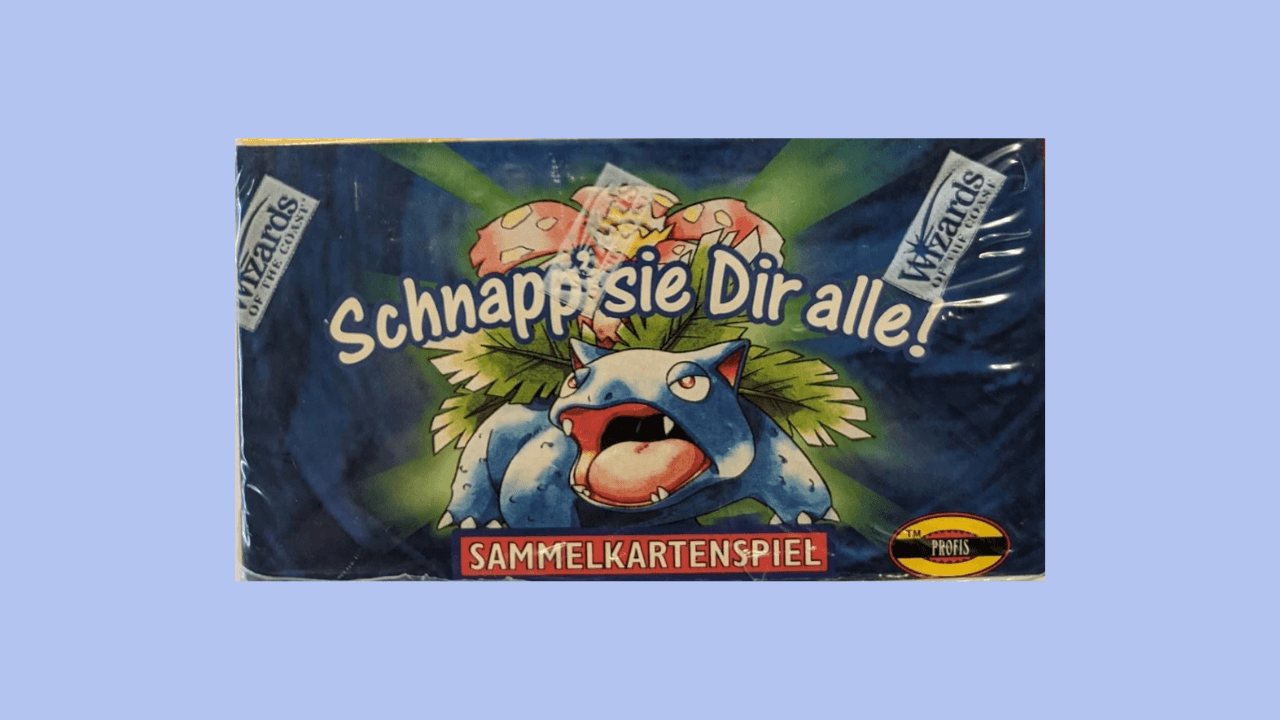 Wizards
OF THE COAST
Wizards
OF THE COAST
Schnapp' sie Dir alle!
SAMMELKARTENSPIEL
TM
PROFIS